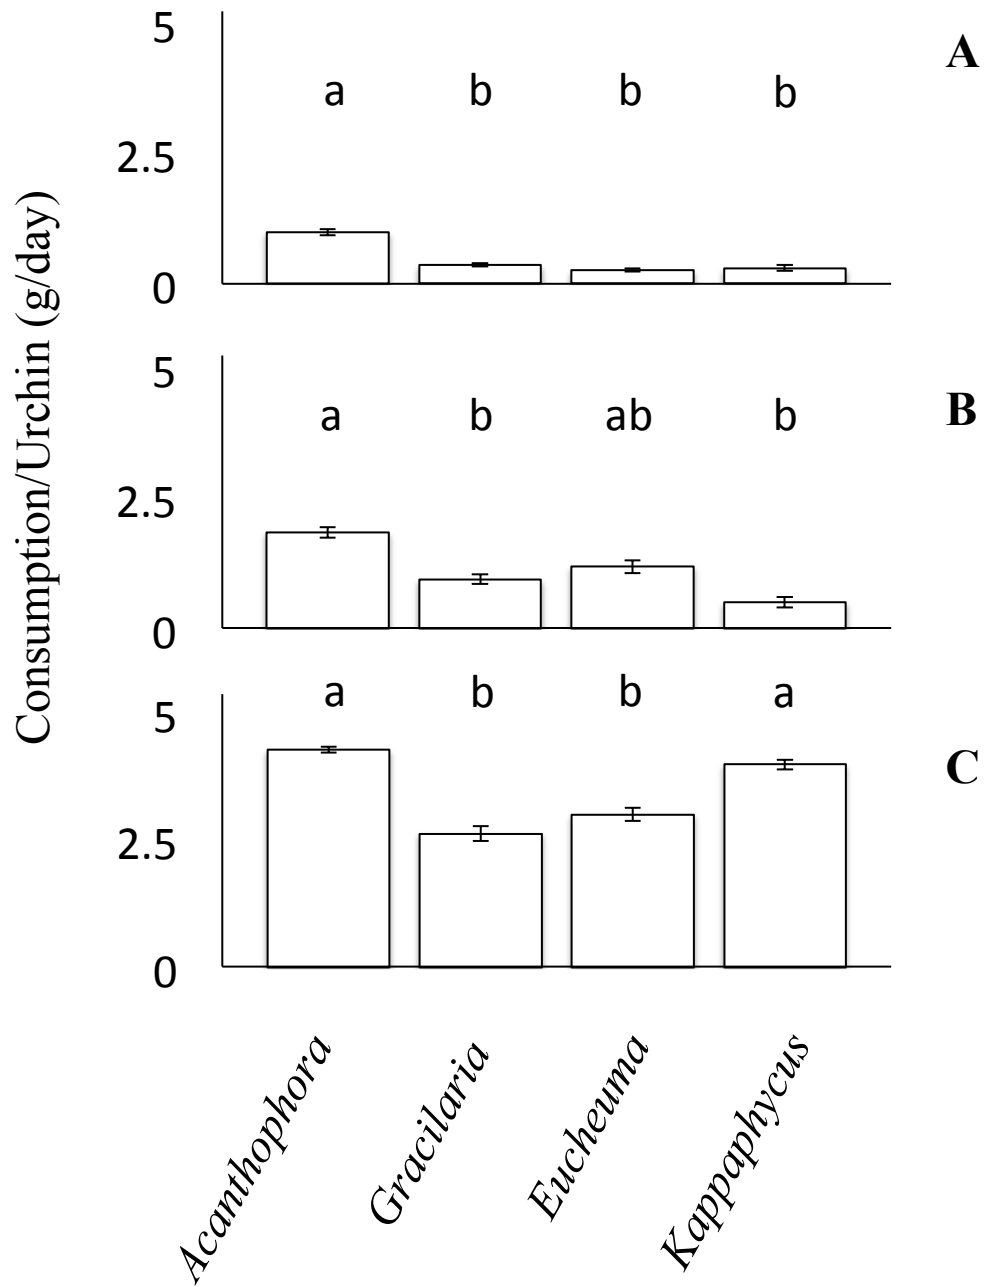 Consumption/Urchin (g/day)
5
2.5
0
a b b b
A
5
2.5
0
a b ab b
B
5
2.5
0
a b b a
C
Acanthophora
Gracilaria
Eucheuma
Kappaphycus